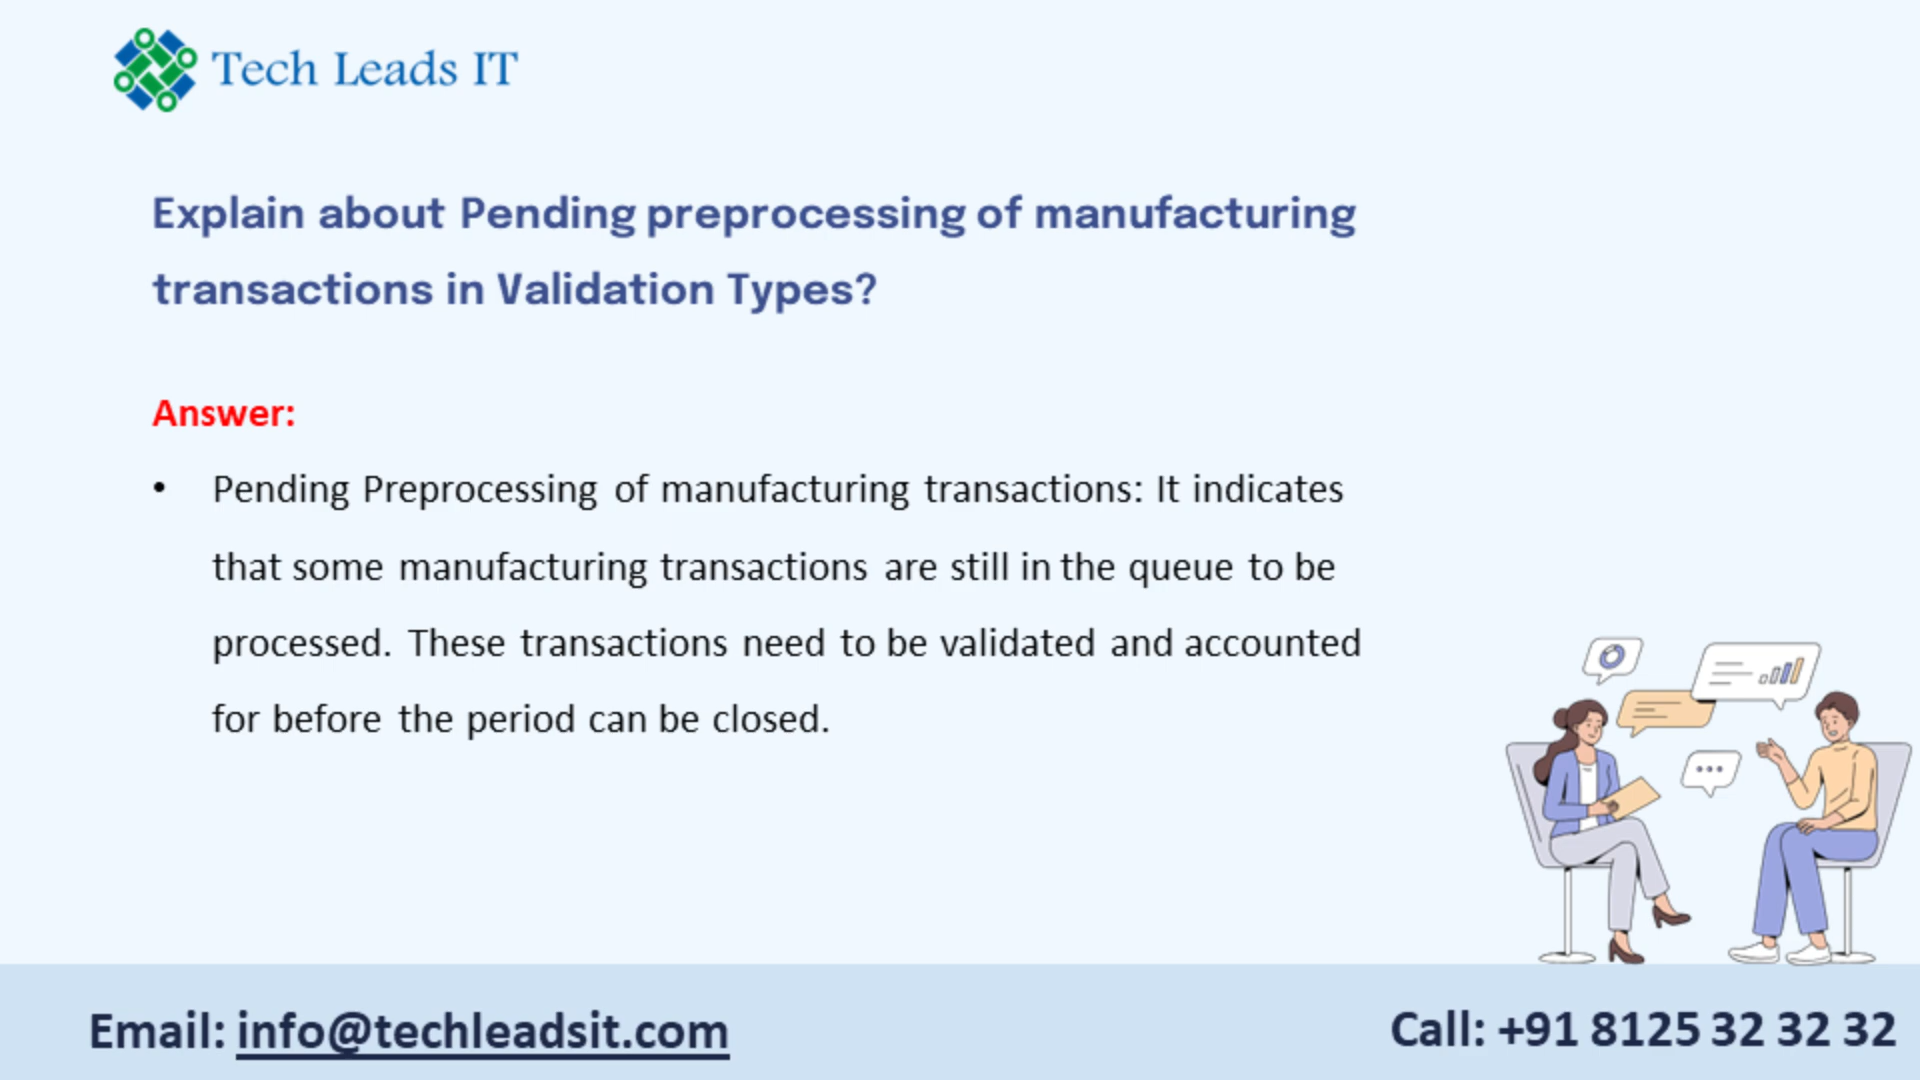 Tech Leads IT
Explain about Pending preprocessing of manufacturing
transactions in Validation Types?
Answer:
• Pending Preprocessing of manufacturing transactions: It indicates
that some manufacturing transactions are still in the queue to be
processed. These transactions need to be validated and accounted
for before the period can be closed.
Email: info@techleadsit.com
Call: +91 8125 32 32 32